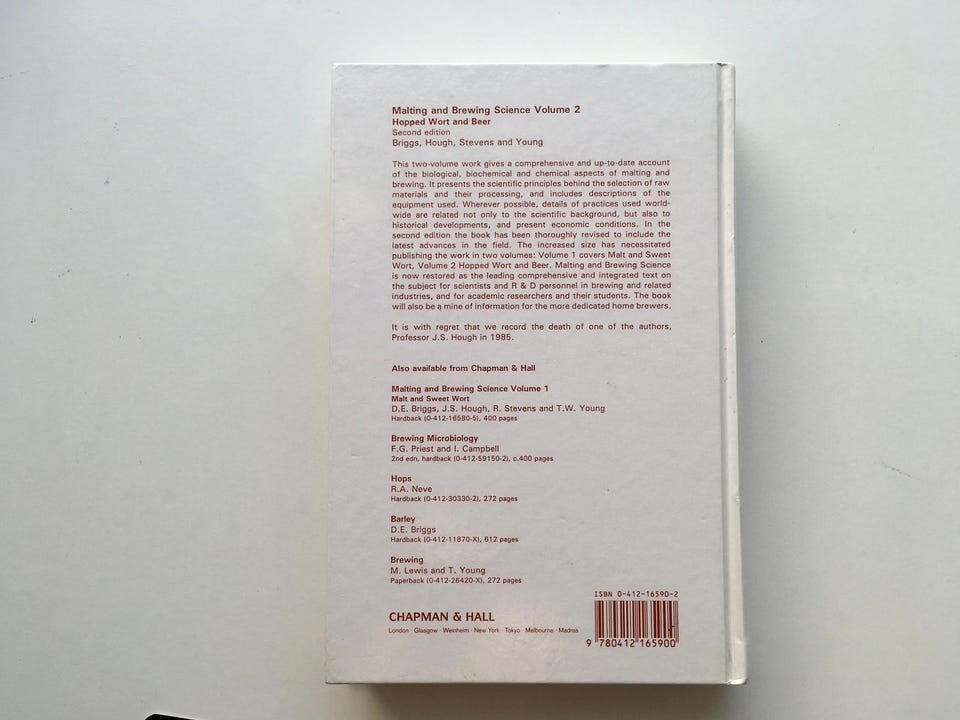 Malting and Brewing Science Volume 2
Hopped Wort and Beer
Second edition
Briggs, Hough, Stevens and Young
This two-volume work gives a comprehensive and up-to-date account
of the biological, biochemical and chemical aspects of malting and
brewing. It presents the scientific principles behind the selection of raw
materials and their processing, and includes descriptions of the
equipment used. Wherever possible, details of practices used world-
wide are related not only to the scientific background, but also to
historical developments, and present economic conditions. In the
second edition the book has been thoroughly revised to include the
latest advances in the field. The increased size has necessitated
publishing the work in two volumes: Volume 1 covers Malt and Sweet
Wort, Volume 2 Hopped Wort and Beer. Malting and Brewing Science
is now restored as the leading comprehensive and integrated text on
the subject for scientists and R & D personnel in brewing and related
industries, and for academic researchers and their students. The book
will also be a mine of information for the more dedicated home brewers.
It is with regret that we record the death of one of the authors,
Professor J.S. Hough in 1985.
Also available from Chapman & Hall
Malting and Brewing Science Volume 1
Malt and Sweet Wort
D.E. Briggs, J.S. Hough, R. Stevens and T.W. Young
Hardback (0-412-16580-5), 400 pages
Brewing Microbiology
F.G. Priest and I. Campbell
2nd edn, hardback (0-412-59150-2), c.400 pages
Hops
R.A. Neve
Hardback (0-412-30330-2), 272 pages
Barley
D.E. Briggs
Hardback (0-412-11870-X), 612 pages
Brewing
M. Lewis and T. Young
Paperback (0-412-26420-X), 272 pages
ISBN 0-412-16590-2
CHAPMAN & HALL
London · Glasgow · Weinheim · New York · Tokyo · Melbourne · Madras
9 780412 165900